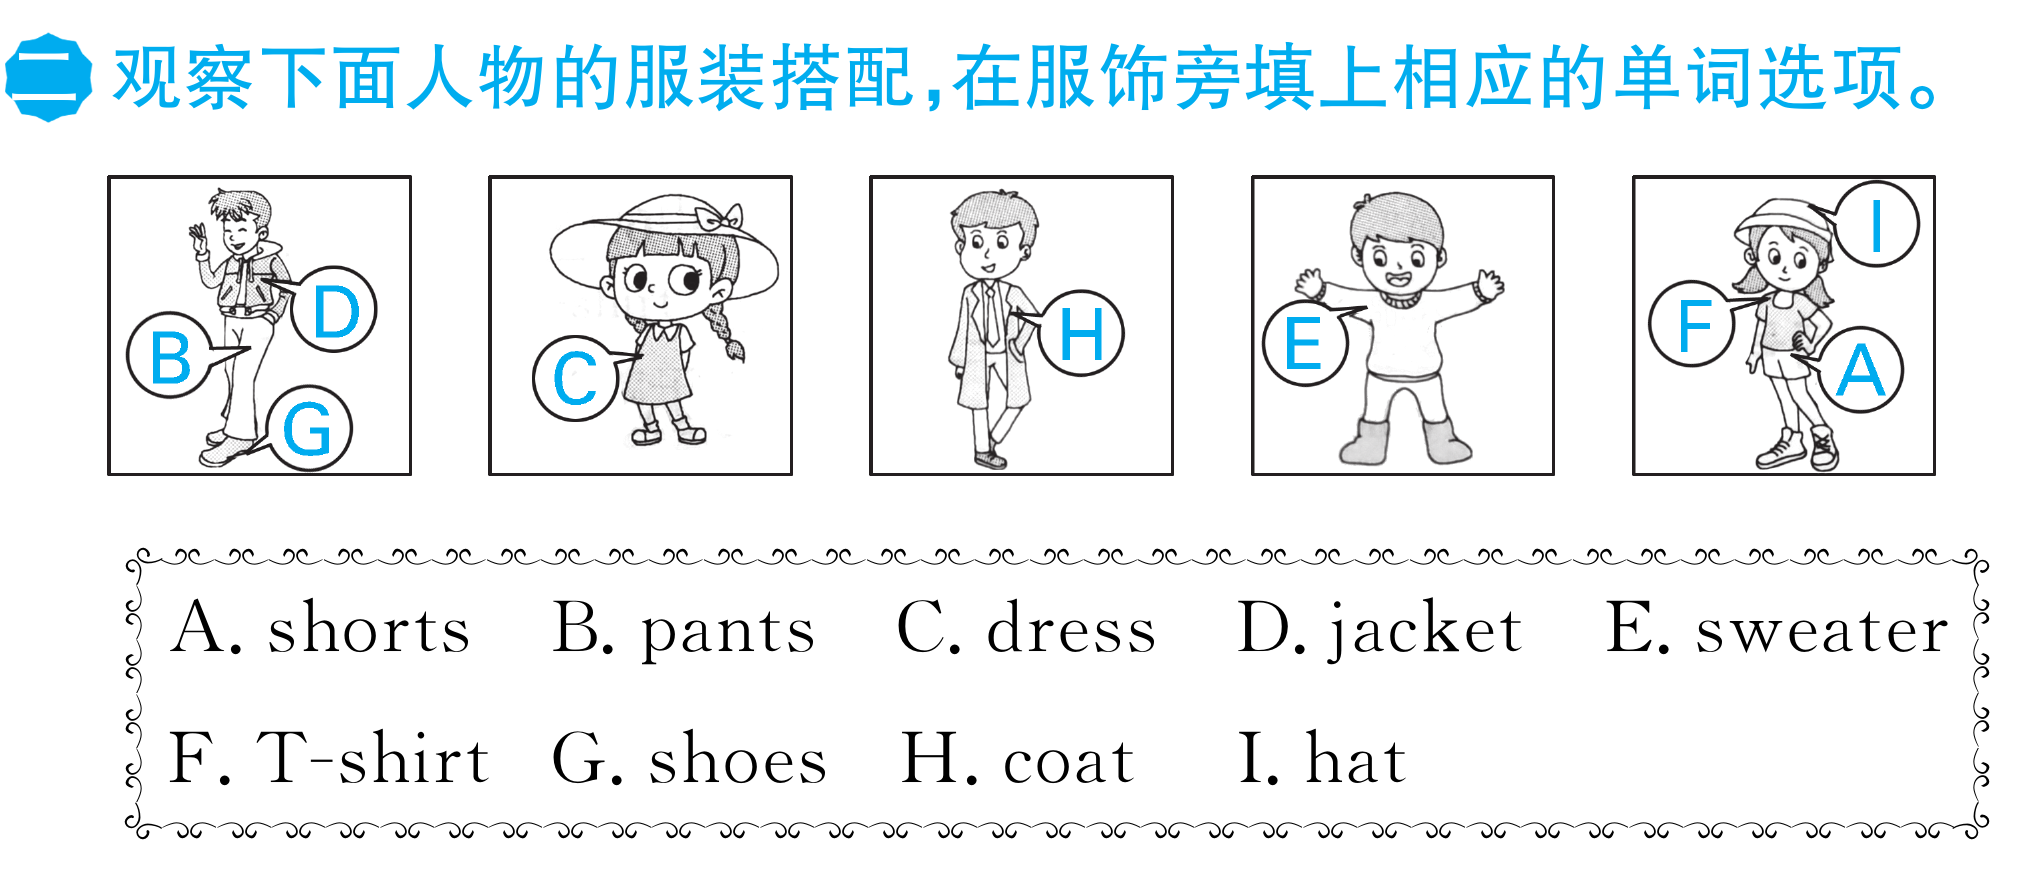 二 观察下面人物的服装搭配,在服饰旁填上相应的单词选项。
B D G C H E I F A
A. shorts B. pants C. dress D. jacket E. sweater
F. T-shirt G. shoes H. coat I. hat